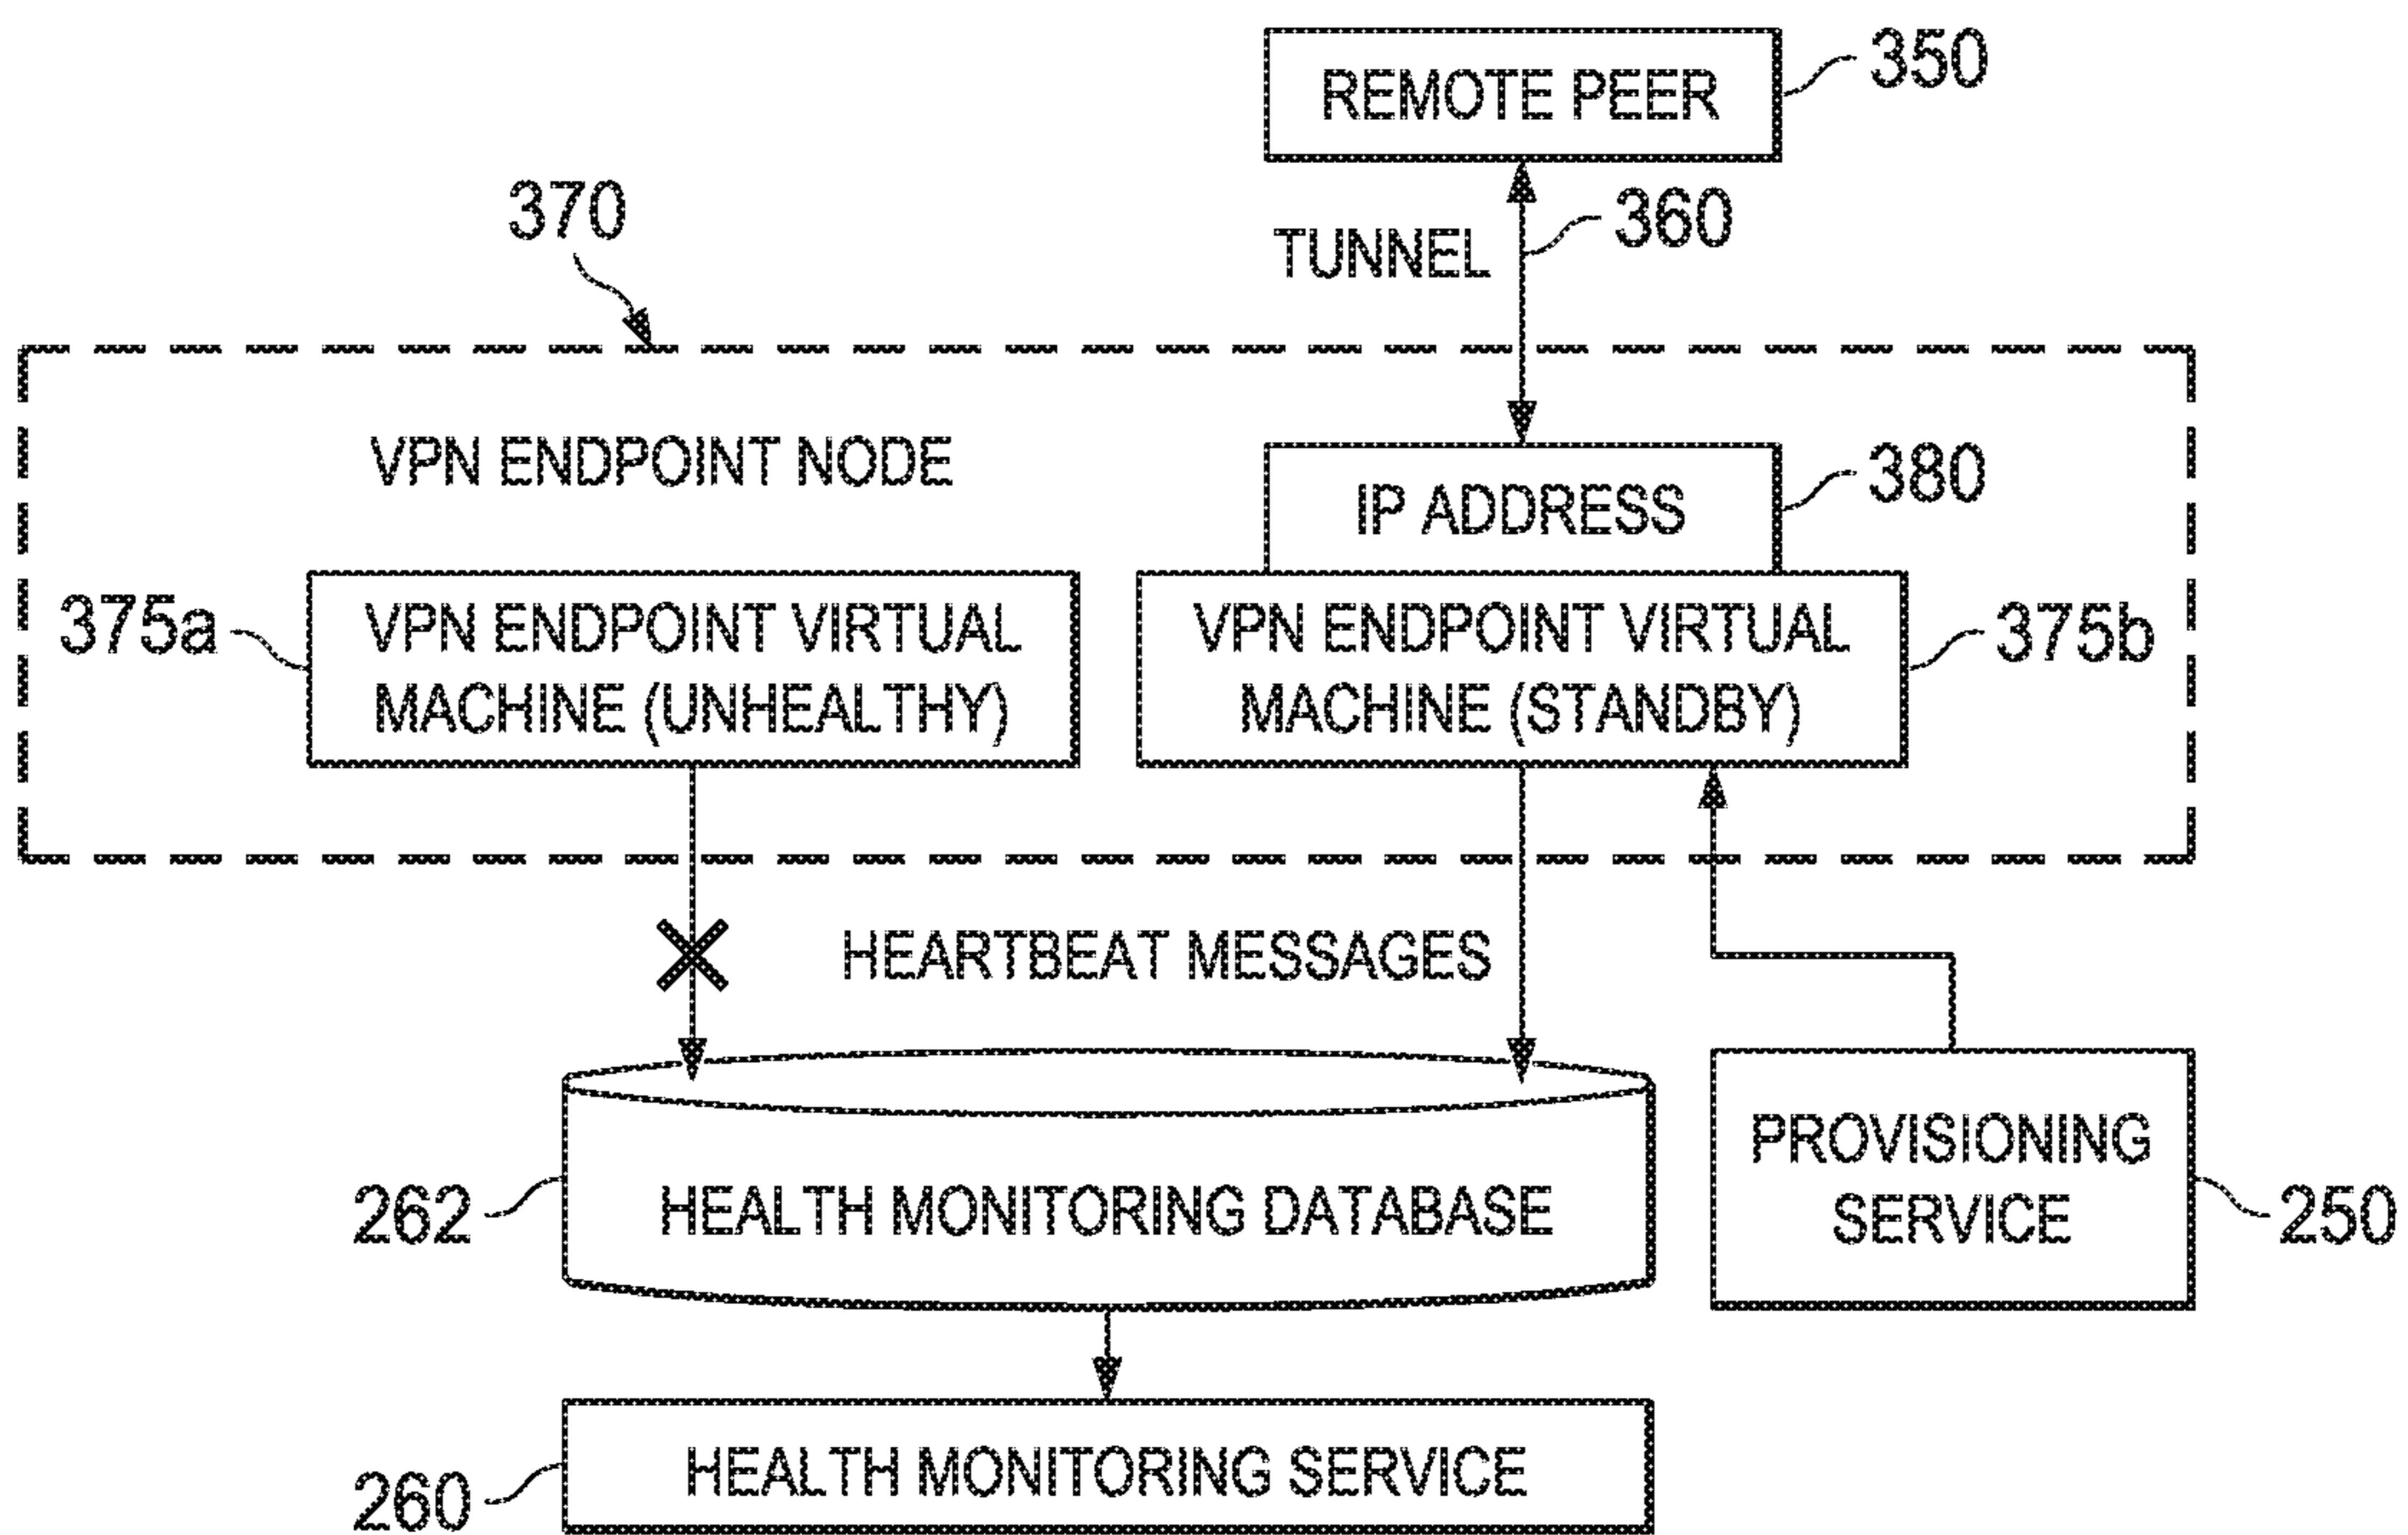 REMOTE PEER
350
370
TUNNEL
360
VPN ENDPOINT NODE
IP ADDRESS
380
375a
VPN ENDPOINT VIRTUAL
MACHINE (UNHEALTHY)
VPN ENDPOINT VIRTUAL
MACHINE (STANDBY)
375b
HEARTBEAT MESSAGES
262
HEALTH MONITORING DATABASE
PROVISIONING
SERVICE
250
260
HEALTH MONITORING SERVICE